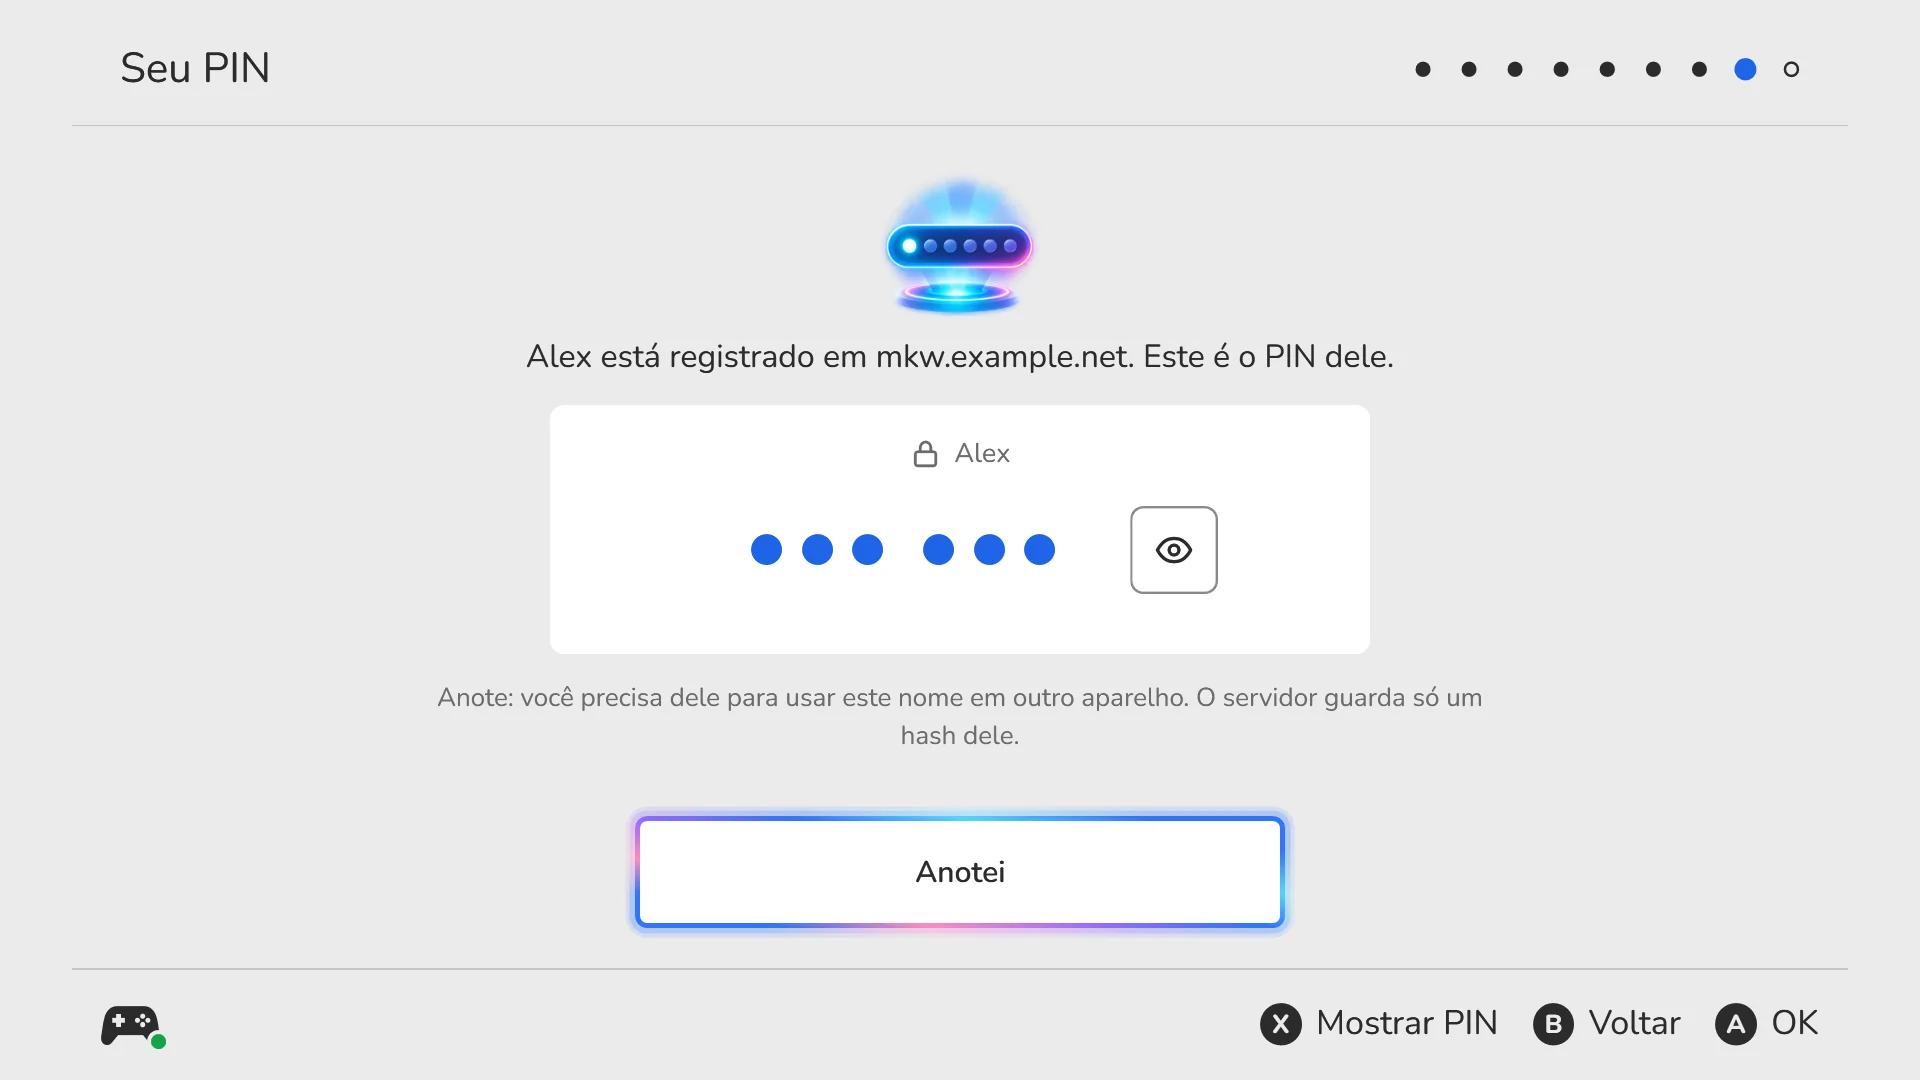 Seu PIN
Alex está registrado em mkw.example.net. Este é o PIN dele.
Alex
Anote: você precisa dele para usar este nome em outro aparelho. O servidor guarda só um
hash dele.
Anotei
X Mostrar PIN B Voltar A OK